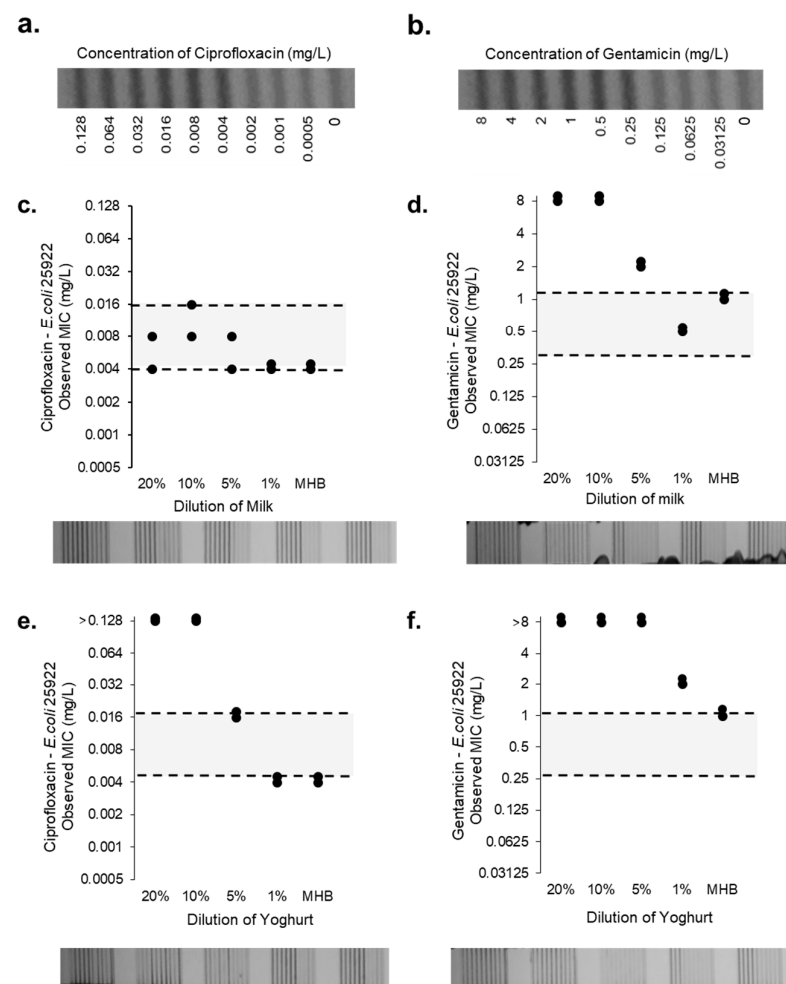 a.
Concentration of Ciprofloxacin (mg/L)
0.128
0.064
0.032
0.016
0.008
0.004
0.002
0.001
0.0005
0
b.
Concentration of Gentamicin (mg/L)
8
4
2
1
0.5
0.25
0.125
0.0625
0.03125
0
c.
Ciprofloxacin - E.coli 25922
Observed MIC (mg/L)
0.128
0.064
0.032
0.016
0.008
0.004
0.002
0.001
0.0005
20% 10% 5% 1% MHB
Dilution of Milk
d.
Gentamicin - E.coli 25922
Observed MIC (mg/L)
8
4
2
1
0.5
0.25
0.125
0.0625
0.03125
20% 10% 5% 1% MHB
Dilution of milk
e.
Ciprofloxacin - E.coli 25922
Observed MIC (mg/L)
>0.128
0.064
0.032
0.016
0.008
0.004
0.002
0.001
0.0005
20% 10% 5% 1% MHB
Dilution of Yoghurt
f.
Gentamicin - E.coli 25922
Observed MIC (mg/L)
>8
4
2
1
0.5
0.25
0.125
0.0625
0.03125
20% 10% 5% 1% MHB
Dilution of Yoghurt